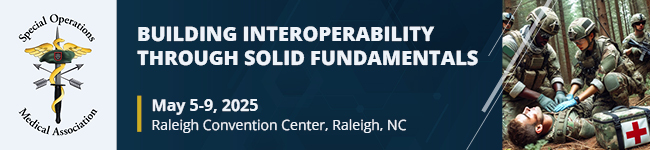 Special Operations
Medical Association
BUILDING INTEROPERABILITY
THROUGH SOLID FUNDAMENTALS
May 5-9, 2025
Raleigh Convention Center, Raleigh, NC